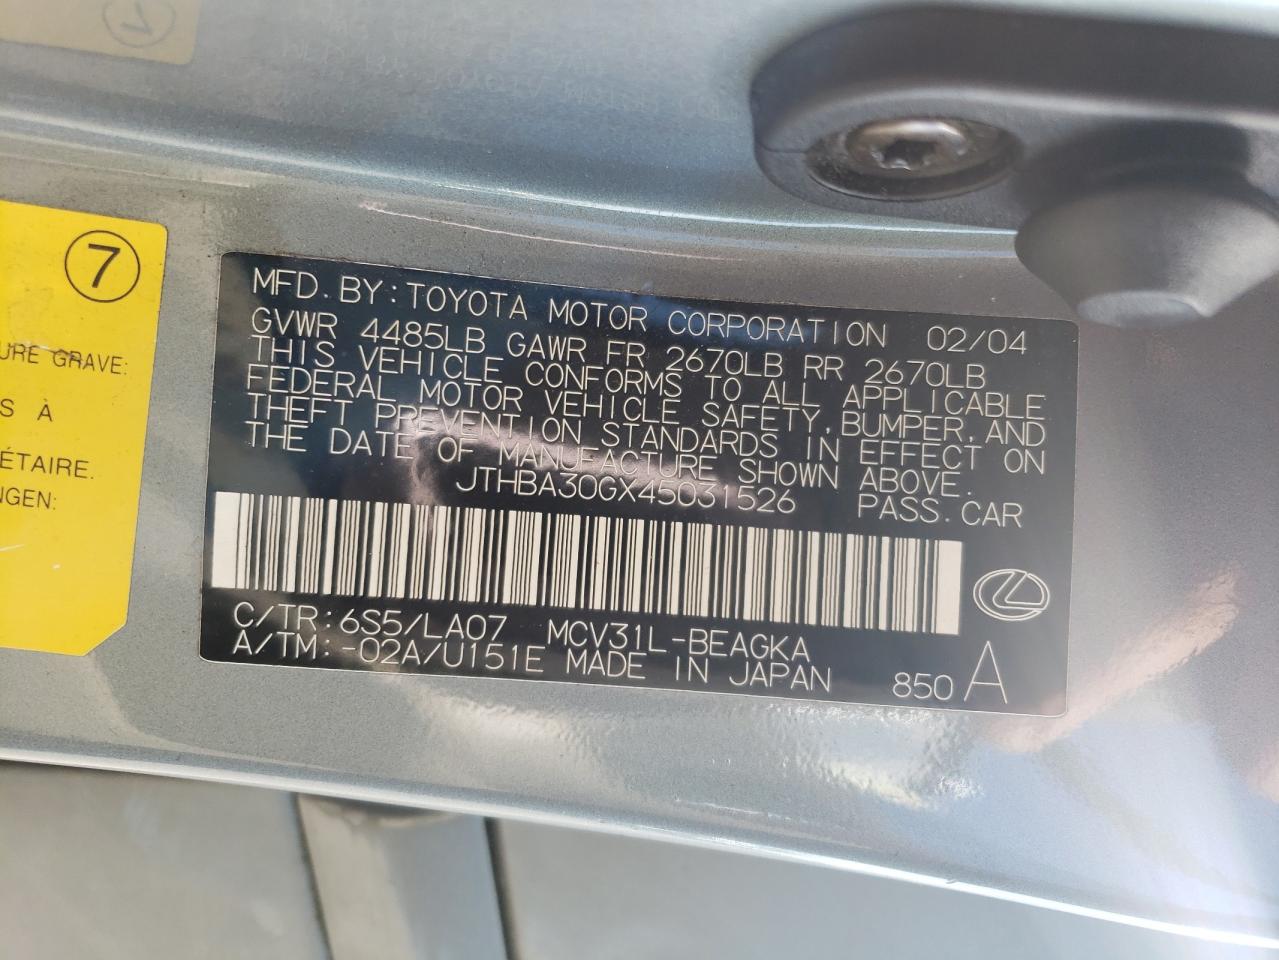 7
URE GRAVE:
S À
ÉTAIRE.
NGEN:
MFD. BY: TOYOTA MOTOR CORPORATION 02/04
GVWR 4485LB GAWR FR 2670LB RR 2670LB
THIS VEHICLE CONFORMS TO ALL APPLICABLE
FEDERAL MOTOR VEHICLE SAFETY, BUMPER, AND
THEFT PREVENTION STANDARDS IN EFFECT ON
THE DATE OF MANUFACTURE SHOWN ABOVE.
JTHBA30GX45031526 PASS. CAR
C/TR: 6S5/LA07 MCV31L-BEAGKA
A/TM: -02A/U151E MADE IN JAPAN 850 A